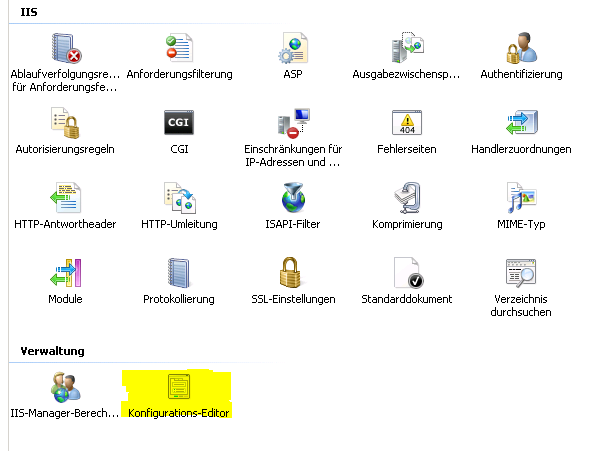 IIS
Ablaufverfolgungsre...
für Anforderungsfe...
Anforderungsfilterung
ASP
Ausgabezwischensp...
Authentifizierung
Autorisierungsregeln
CGI
CGI
Einschränkungen für
IP-Adressen und ...
404
Fehlerseiten
Handlerzuordnungen
HTTP-Antwortheader
HTTP-Umleitung
ISAPI-Filter
Komprimierung
MIME-Typ
Module
Protokollierung
SSL-Einstellungen
Standarddokument
Verzeichnis
durchsuchen
Verwaltung
IIS-Manager-Berech...
Konfigurations-Editor